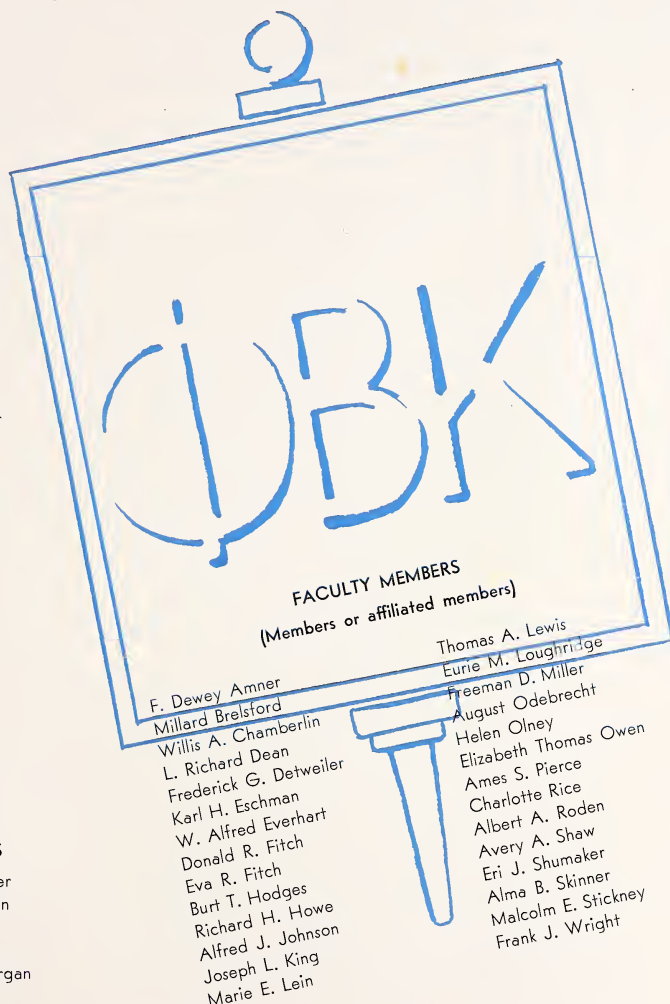 ΦBK
FACULTY MEMBERS
(Members or affiliated members)
F. Dewey Amner
Millard Brelsford
Willis A. Chamberlin
L. Richard Dean
Frederick G. Detweiler
Karl H. Eschman
W. Alfred Everhart
Donald R. Fitch
Eva R. Fitch
Burt T. Hodges
Richard H. Howe
Alfred J. Johnson
Joseph L. King
Marie E. Lein
Thomas A. Lewis
Eurie M. Loughridge
Freeman D. Miller
August Odebrecht
Helen Olney
Elizabeth Thomas Owen
Ames S. Pierce
Charlotte Rice
Albert A. Roden
Avery A. Shaw
Eri J. Shumaker
Alma B. Skinner
Malcolm E. Stickney
Frank J. Wright